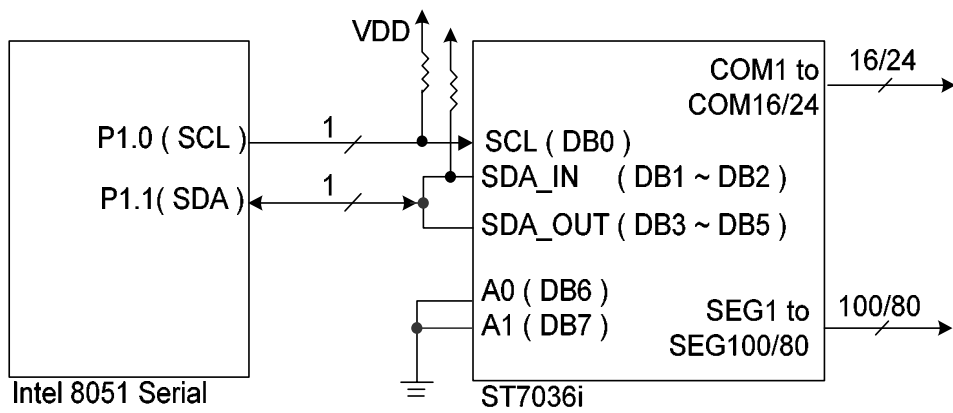 VDD
P1.0 ( SCL )
1
P1.1( SDA )
1
Intel 8051 Serial
COM1 to
COM16/24
16/24
SCL ( DB0 )
SDA_IN ( DB1 ~ DB2 )
SDA_OUT ( DB3 ~ DB5 )
A0 ( DB6 )
A1 ( DB7 )
SEG1 to
SEG100/80
100/80
ST7036i